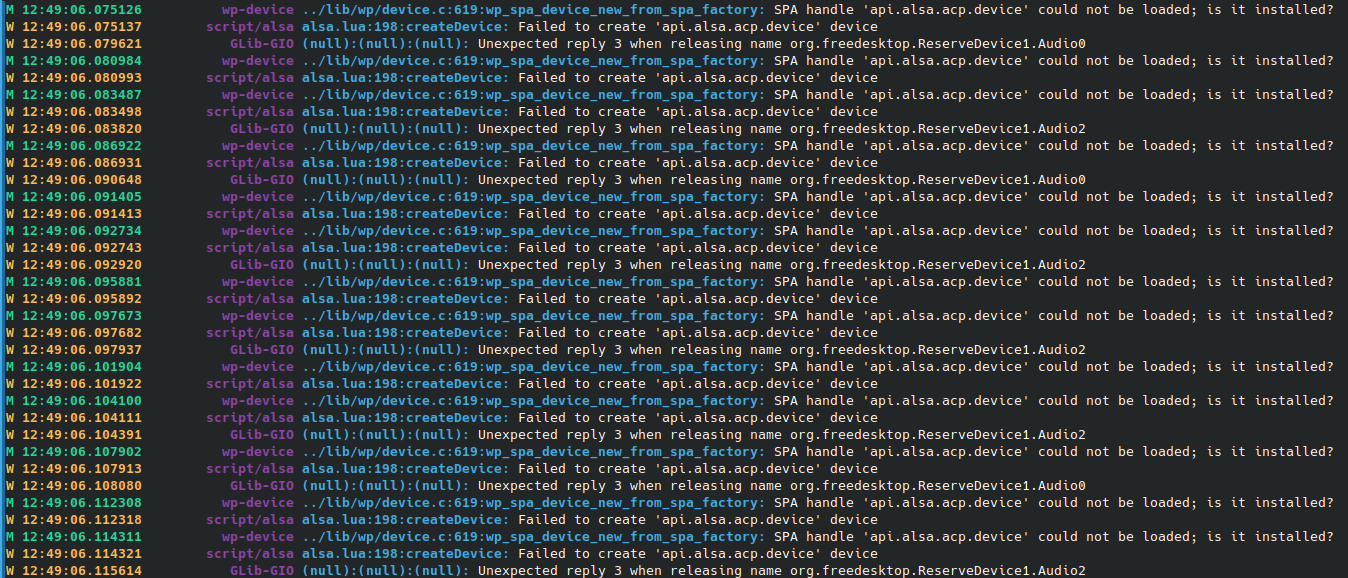 M 12:49:06.075126 wp-device ../lib/wp/device.c:619:wp_spa_device_new_from_spa_factory: SPA handle 'api.alsa.acp.device' could not be loaded; is it installed?
W 12:49:06.075137 script/alsa alsa.lua:198:createDevice: Failed to create 'api.alsa.acp.device' device
W 12:49:06.079621 GLib-GIO (null):(null):(null): Unexpected reply 3 when releasing name org.freedesktop.ReserveDevice1.Audio0
M 12:49:06.080984 wp-device ../lib/wp/device.c:619:wp_spa_device_new_from_spa_factory: SPA handle 'api.alsa.acp.device' could not be loaded; is it installed?
W 12:49:06.080993 script/alsa alsa.lua:198:createDevice: Failed to create 'api.alsa.acp.device' device
M 12:49:06.083487 wp-device ../lib/wp/device.c:619:wp_spa_device_new_from_spa_factory: SPA handle 'api.alsa.acp.device' could not be loaded; is it installed?
W 12:49:06.083498 script/alsa alsa.lua:198:createDevice: Failed to create 'api.alsa.acp.device' device
W 12:49:06.083820 GLib-GIO (null):(null):(null): Unexpected reply 3 when releasing name org.freedesktop.ReserveDevice1.Audio2
M 12:49:06.086922 wp-device ../lib/wp/device.c:619:wp_spa_device_new_from_spa_factory: SPA handle 'api.alsa.acp.device' could not be loaded; is it installed?
W 12:49:06.086931 script/alsa alsa.lua:198:createDevice: Failed to create 'api.alsa.acp.device' device
W 12:49:06.090648 GLib-GIO (null):(null):(null): Unexpected reply 3 when releasing name org.freedesktop.ReserveDevice1.Audio0
M 12:49:06.091405 wp-device ../lib/wp/device.c:619:wp_spa_device_new_from_spa_factory: SPA handle 'api.alsa.acp.device' could not be loaded; is it installed?
W 12:49:06.091413 script/alsa alsa.lua:198:createDevice: Failed to create 'api.alsa.acp.device' device
M 12:49:06.092734 wp-device ../lib/wp/device.c:619:wp_spa_device_new_from_spa_factory: SPA handle 'api.alsa.acp.device' could not be loaded; is it installed?
W 12:49:06.092743 script/alsa alsa.lua:198:createDevice: Failed to create 'api.alsa.acp.device' device
W 12:49:06.092920 GLib-GIO (null):(null):(null): Unexpected reply 3 when releasing name org.freedesktop.ReserveDevice1.Audio2
M 12:49:06.095881 wp-device ../lib/wp/device.c:619:wp_spa_device_new_from_spa_factory: SPA handle 'api.alsa.acp.device' could not be loaded; is it installed?
W 12:49:06.095892 script/alsa alsa.lua:198:createDevice: Failed to create 'api.alsa.acp.device' device
M 12:49:06.097673 wp-device ../lib/wp/device.c:619:wp_spa_device_new_from_spa_factory: SPA handle 'api.alsa.acp.device' could not be loaded; is it installed?
W 12:49:06.097682 script/alsa alsa.lua:198:createDevice: Failed to create 'api.alsa.acp.device' device
W 12:49:06.097937 GLib-GIO (null):(null):(null): Unexpected reply 3 when releasing name org.freedesktop.ReserveDevice1.Audio2
M 12:49:06.101904 wp-device ../lib/wp/device.c:619:wp_spa_device_new_from_spa_factory: SPA handle 'api.alsa.acp.device' could not be loaded; is it installed?
W 12:49:06.101922 script/alsa alsa.lua:198:createDevice: Failed to create 'api.alsa.acp.device' device
M 12:49:06.104100 wp-device ../lib/wp/device.c:619:wp_spa_device_new_from_spa_factory: SPA handle 'api.alsa.acp.device' could not be loaded; is it installed?
W 12:49:06.104111 script/alsa alsa.lua:198:createDevice: Failed to create 'api.alsa.acp.device' device
W 12:49:06.104391 GLib-GIO (null):(null):(null): Unexpected reply 3 when releasing name org.freedesktop.ReserveDevice1.Audio2
M 12:49:06.107902 wp-device ../lib/wp/device.c:619:wp_spa_device_new_from_spa_factory: SPA handle 'api.alsa.acp.device' could not be loaded; is it installed?
W 12:49:06.107913 script/alsa alsa.lua:198:createDevice: Failed to create 'api.alsa.acp.device' device
W 12:49:06.108080 GLib-GIO (null):(null):(null): Unexpected reply 3 when releasing name org.freedesktop.ReserveDevice1.Audio0
M 12:49:06.112308 wp-device ../lib/wp/device.c:619:wp_spa_device_new_from_spa_factory: SPA handle 'api.alsa.acp.device' could not be loaded; is it installed?
W 12:49:06.112318 script/alsa alsa.lua:198:createDevice: Failed to create 'api.alsa.acp.device' device
M 12:49:06.114311 wp-device ../lib/wp/device.c:619:wp_spa_device_new_from_spa_factory: SPA handle 'api.alsa.acp.device' could not be loaded; is it installed?
W 12:49:06.114321 script/alsa alsa.lua:198:createDevice: Failed to create 'api.alsa.acp.device' device
W 12:49:06.115614 GLib-GIO (null):(null):(null): Unexpected reply 3 when releasing name org.freedesktop.ReserveDevice1.Audio2